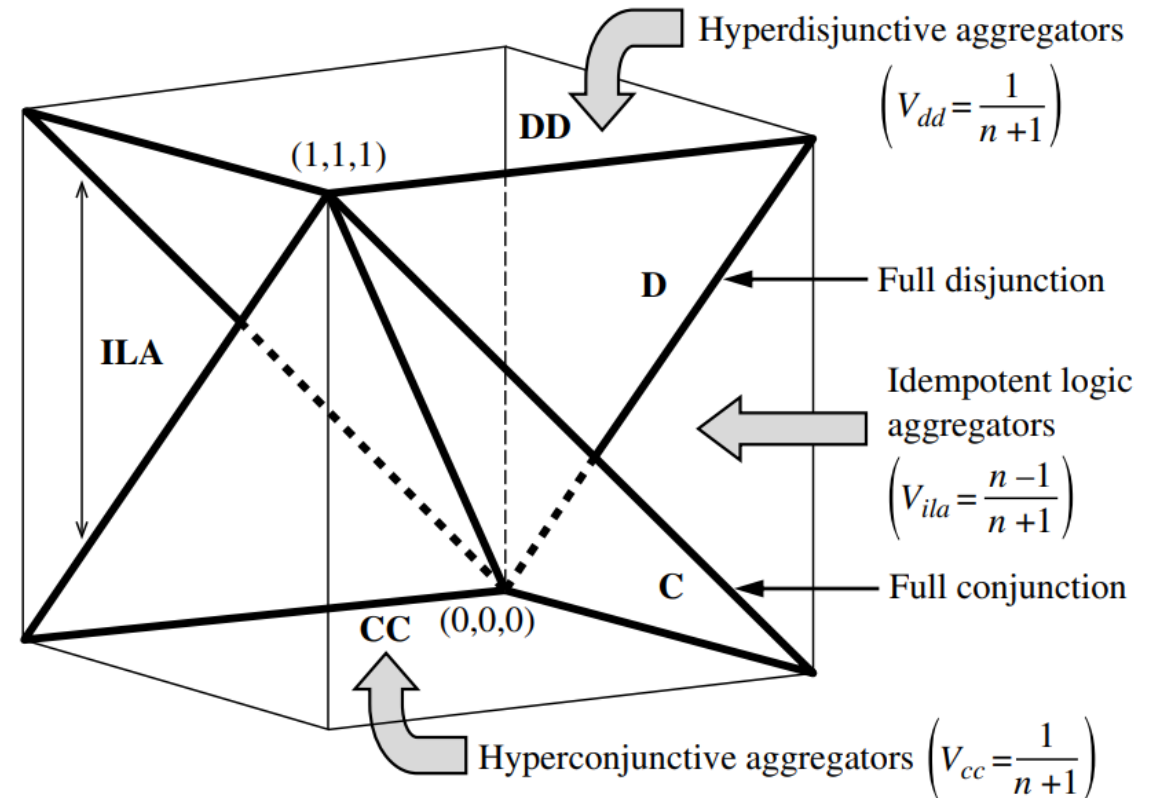 Hyperdisjunctive aggregators
(V_dd = 1/(n +1))
DD
(1,1,1)
D
Full disjunction
ILA
Idempotent logic
aggregators
(V_ila = (n –1)/(n +1))
C
Full conjunction
CC
(0,0,0)
Hyperconjunctive aggregators (V_cc = 1/(n +1))